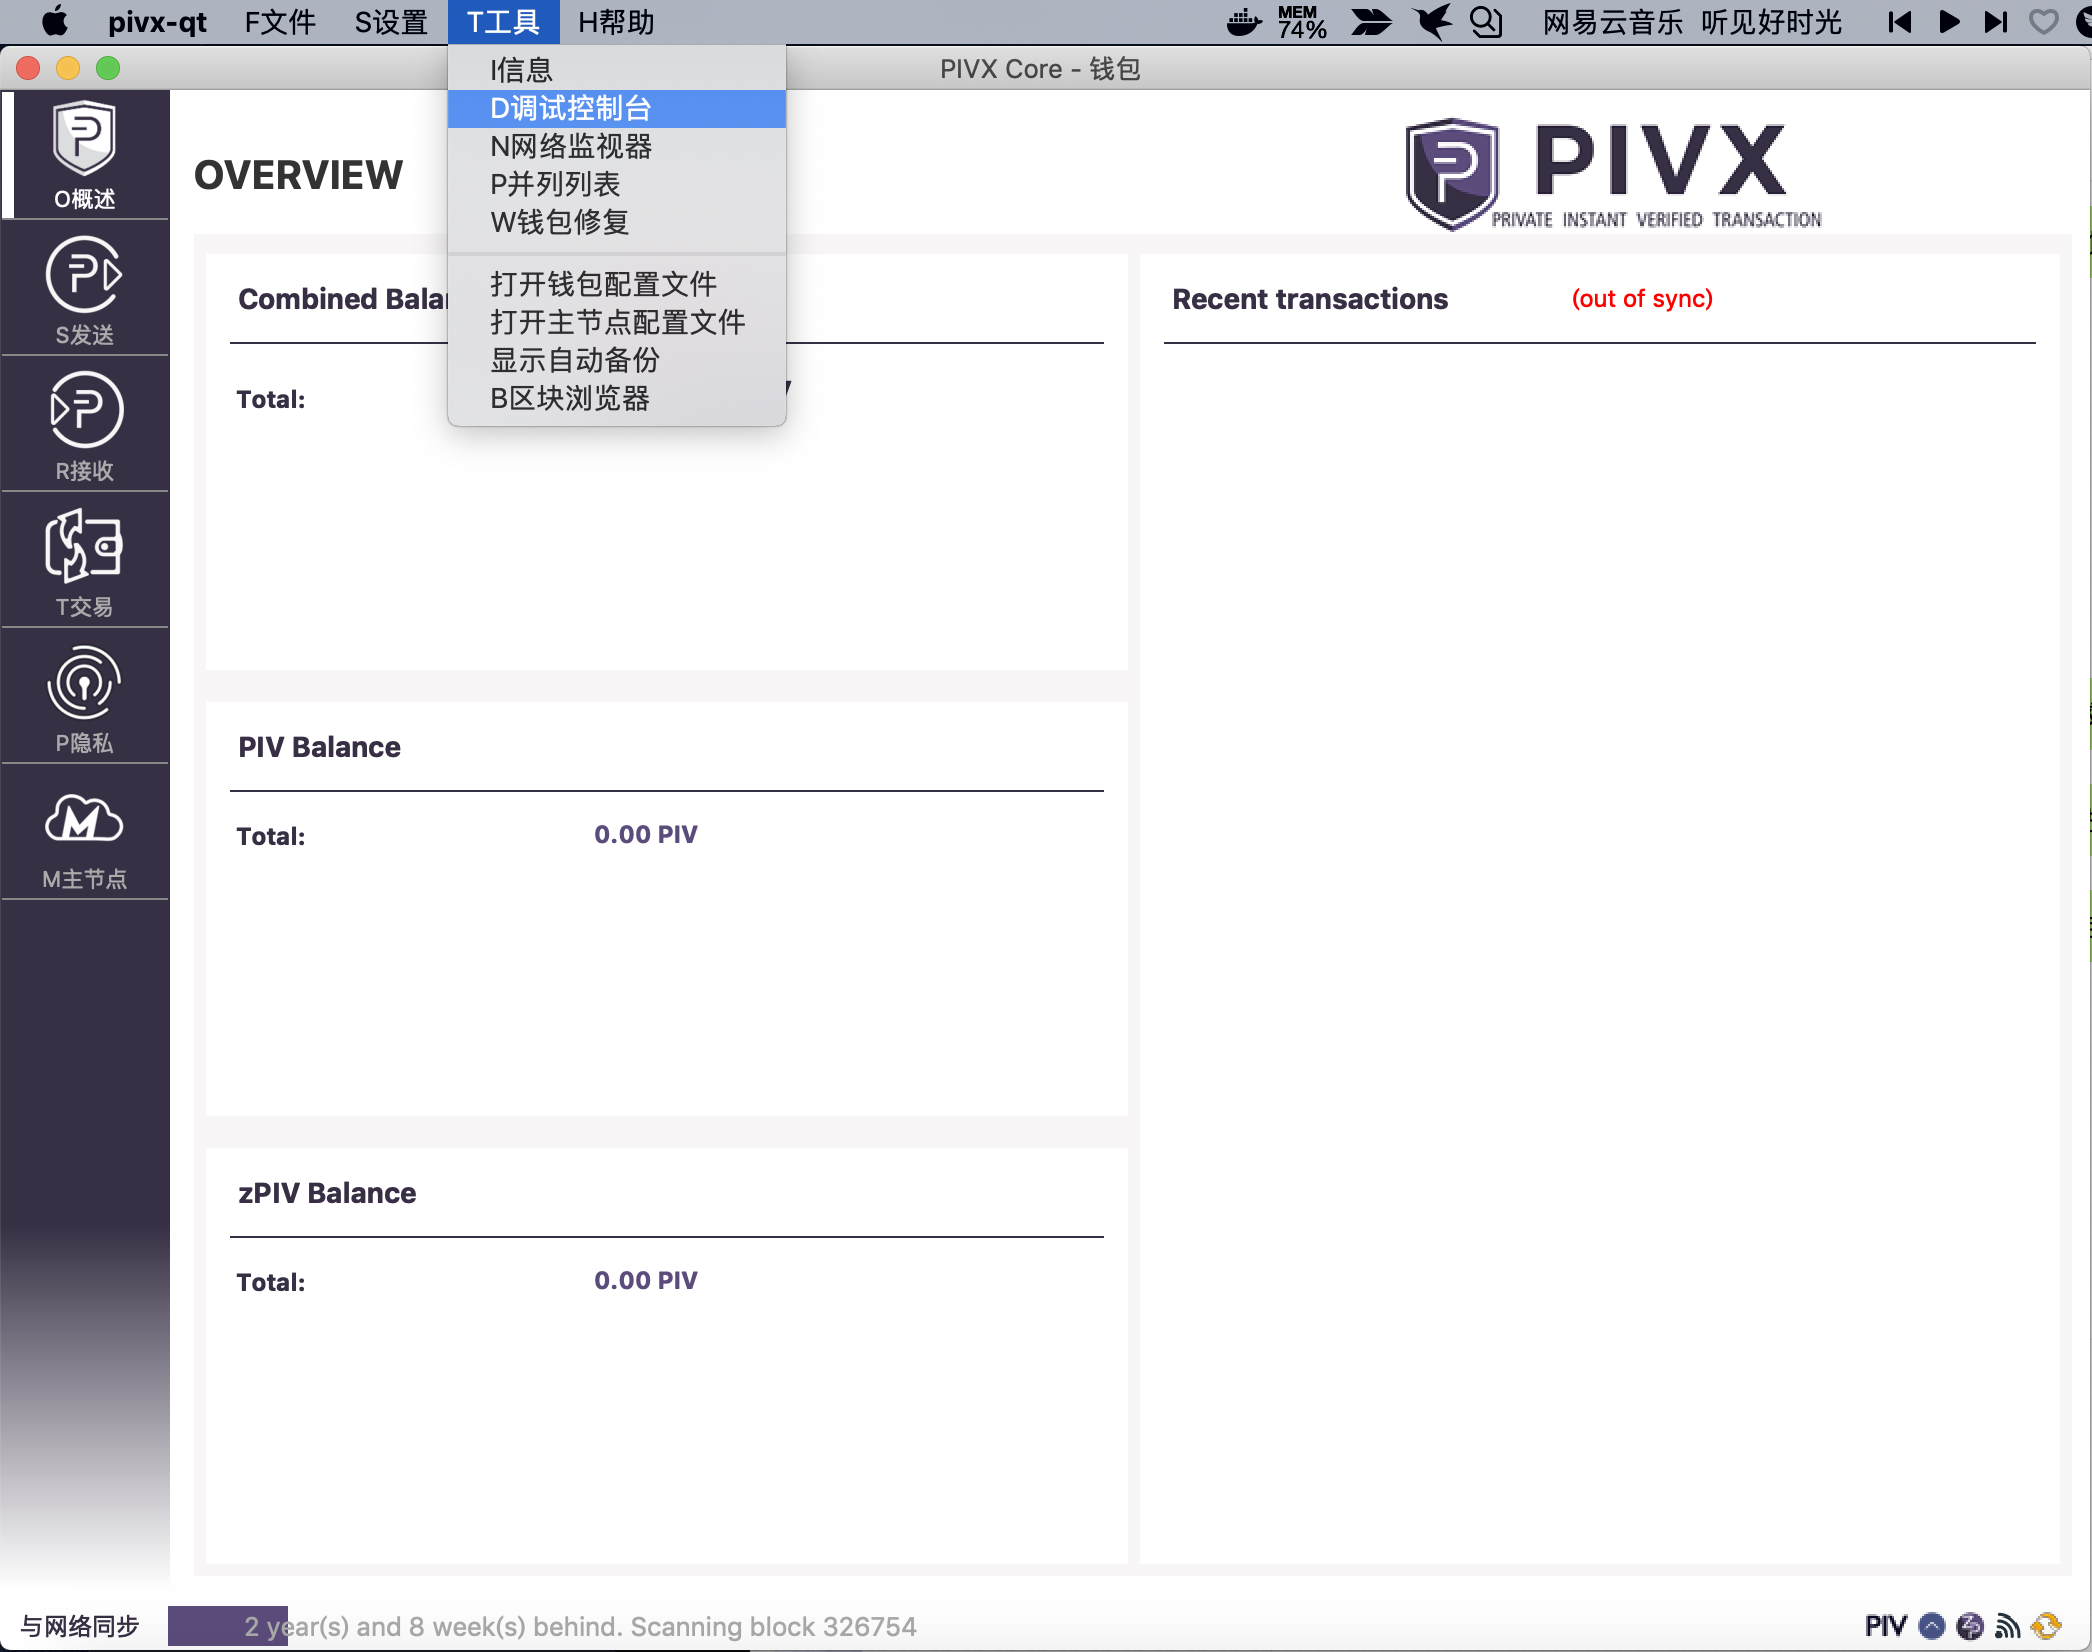 pivx-qt F文件 S设置 T工具 H帮助 MEM 74% 网易云音乐 听见好时光
PIVX Core - 钱包
I信息
D调试控制台
N网络监视器
P并列列表
W钱包修复
打开钱包配置文件
打开主节点配置文件
显示自动备份
B区块浏览器
O概述
S发送
R接收
T交易
P隐私
M主节点
OVERVIEW
PIVX
PRIVATE INSTANT VERIFIED TRANSACTION
Combined
Total:
PIV Balance
Total: 0.00 PIV
zPIV Balance
Total: 0.00 PIV
Recent transactions (out of sync)
与网络同步 2 year(s) and 8 week(s) behind. Scanning block 326754
PIV